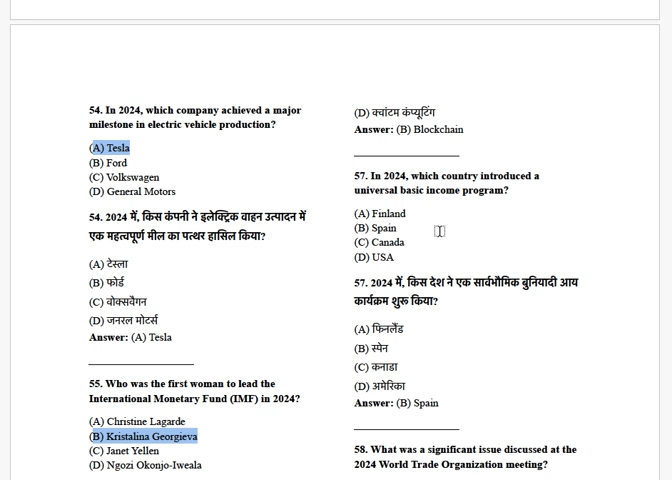 54. In 2024, which company achieved a major
milestone in electric vehicle production?
(A) Tesla
(B) Ford
(C) Volkswagen
(D) General Motors
54. 2024 में, किस कंपनी ने इलेक्ट्रिक वाहन उत्पादन में
एक महत्वपूर्ण मील का पत्थर हासिल किया?
(A) टेस्ला
(B) फोर्ड
(C) वोक्सवैगन
(D) जनरल मोटर्स
Answer: (A) Tesla
55. Who was the first woman to lead the
International Monetary Fund (IMF) in 2024?
(A) Christine Lagarde
(B) Kristalina Georgieva
(C) Janet Yellen
(D) Ngozi Okonjo-Iweala
(D) क्वांटम कंप्यूटिंग
Answer: (B) Blockchain
57. In 2024, which country introduced a
universal basic income program?
(A) Finland
(B) Spain
(C) Canada
(D) USA
57. 2024 में, किस देश ने एक सार्वभौमिक बुनियादी आय
कार्यक्रम शुरू किया?
(A) फिनलैंड
(B) स्पेन
(C) कनाडा
(D) अमेरिका
Answer: (B) Spain
58. What was a significant issue discussed at the
2024 World Trade Organization meeting?